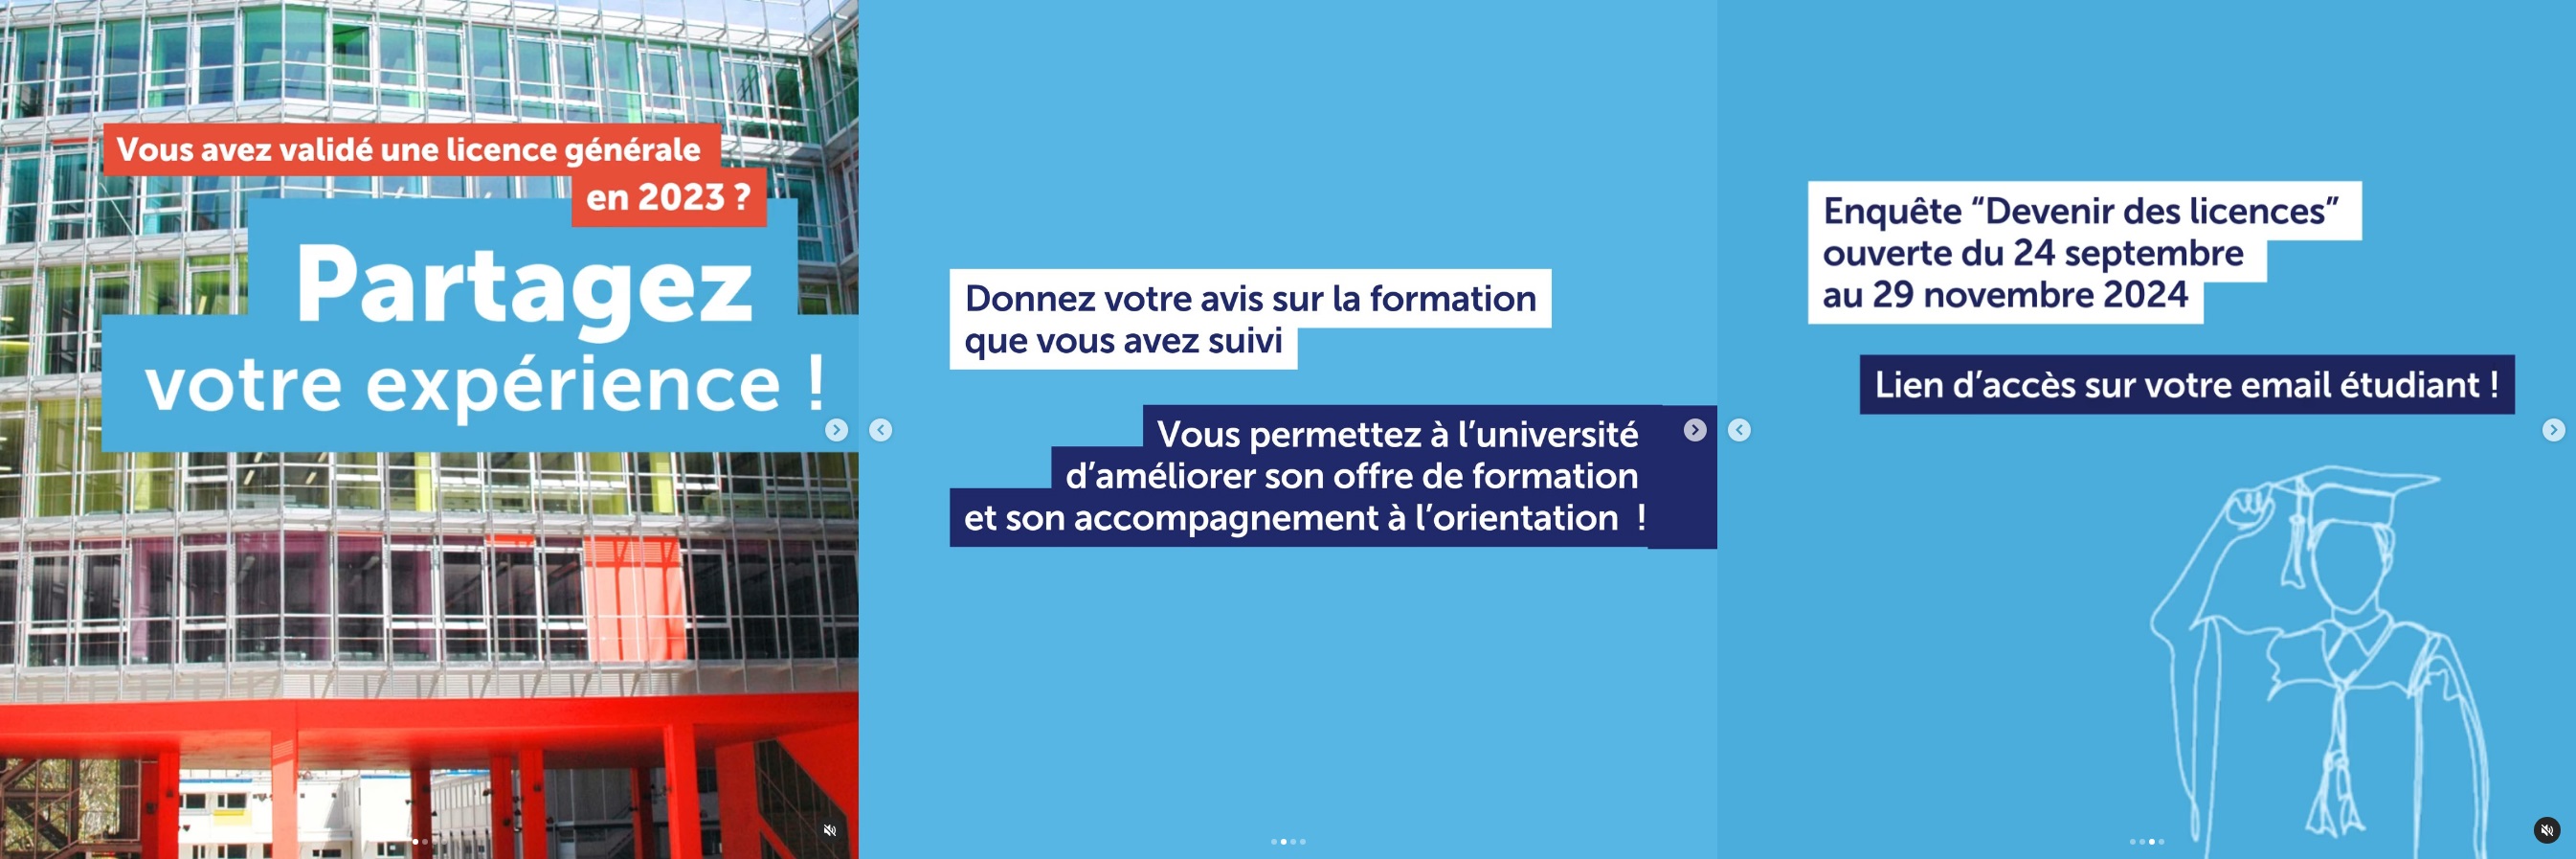 Vous avez validé une licence générale
en 2023 ?
Partagez
votre expérience !
Donnez votre avis sur la formation
que vous avez suivi
Vous permettez à l’université
d’améliorer son offre de formation
et son accompagnement à l’orientation  !
Enquête “Devenir des licences”
ouverte du 24 septembre
au 29 novembre 2024
Lien d’accès sur votre email étudiant !